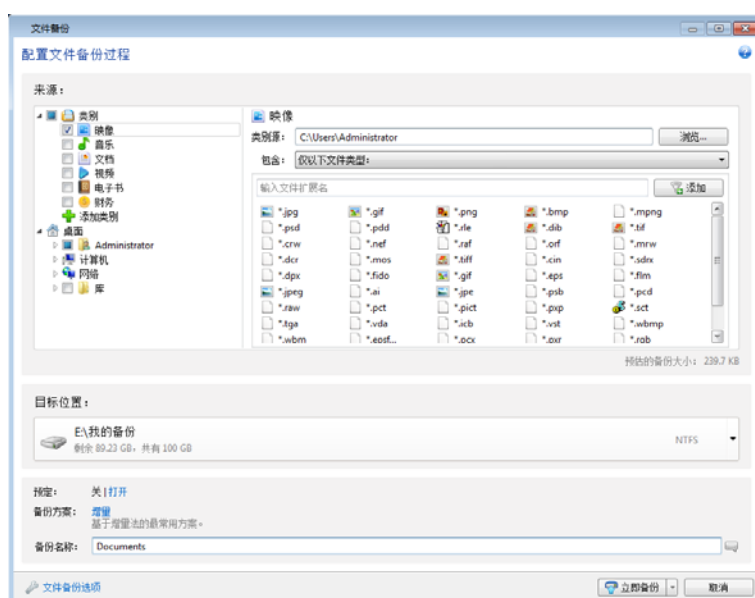 文件备份
配置文件备份过程
来源：
类别
映像
音乐
文档
视频
电子书
财务
添加类别
桌面
Administrator
计算机
网络
库
映像
类别源： C:\Users\Administrator 浏览...
包含： 仅以下文件类型：
输入文件扩展名 添加
*.jpg *.gif *.png *.bmp *.mpng
*.psd *.pdd *.rle *.dib *.tif
*.crw *.nef *.raf *.orf *.mrw
*.dcr *.mos *.tiff *.cin *.sdrx
*.dpx *.fido *.gif *.eps *.flm
*.jpeg *.ai *.jpe *.psb *.pcd
*.raw *.pct *.pict *.pxp *.sct
*.tga *.vda *.icb *.vst *.wbmp
*.wbm *.epsf... *.pcx *.pxr *.rgb
预估的备份大小： 239.7 KB
目标位置：
E:\我的备份
剩余 89.23 GB，共有 100 GB
NTFS
预定： 关 | 打开
备份方案： 增量
基于增量法的最常用方案。
备份名称： Documents
文件备份选项 立即备份 取消